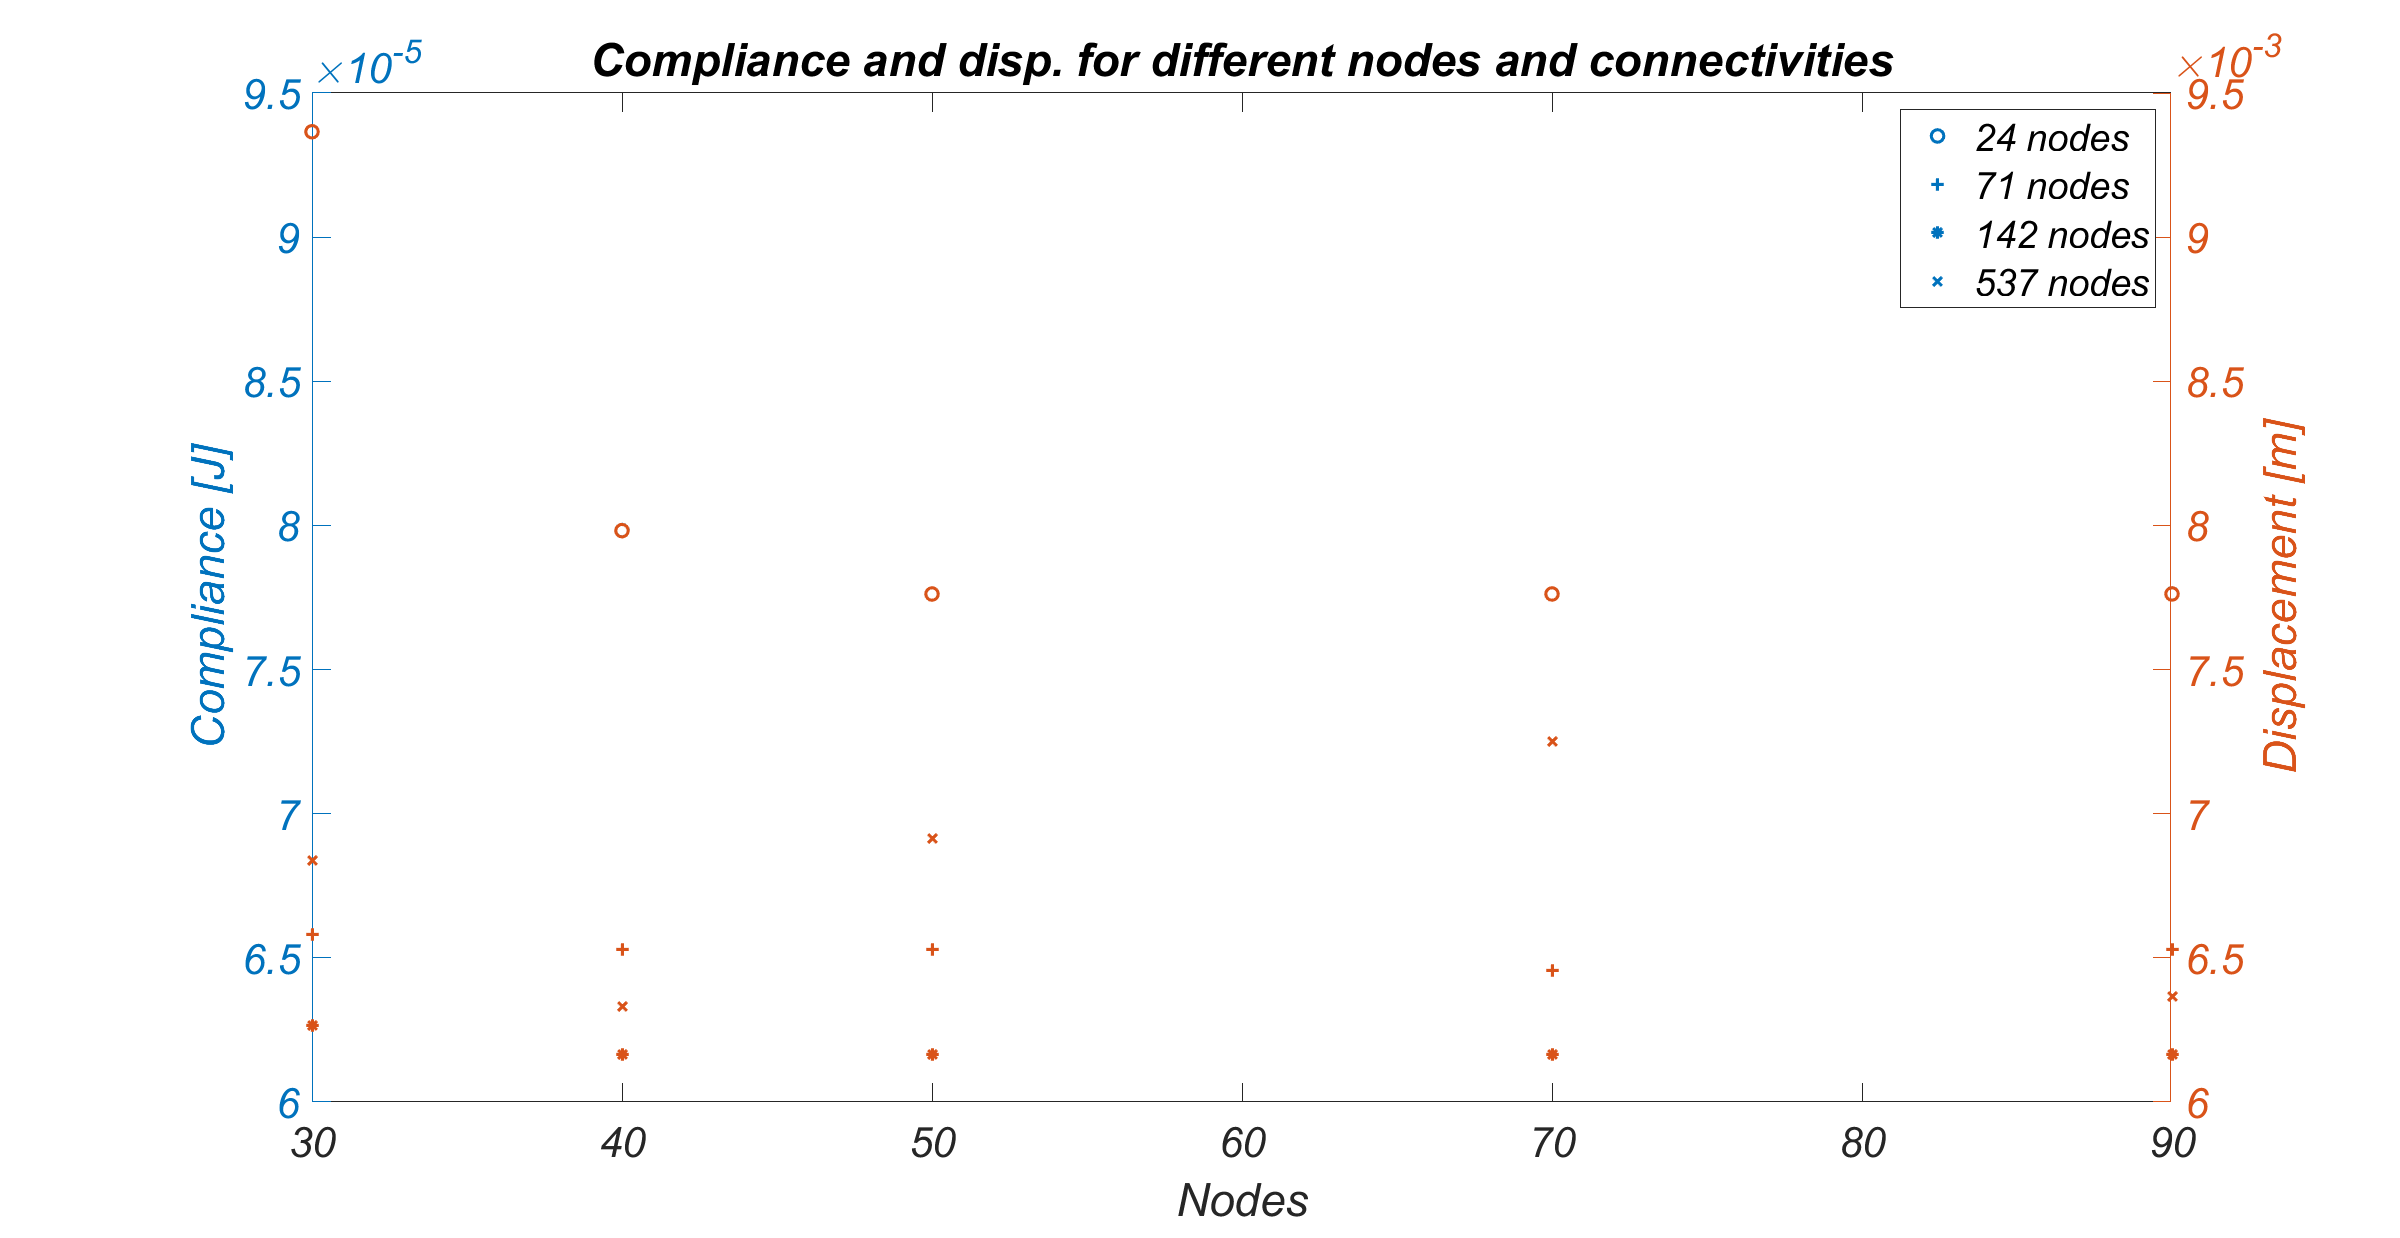 Compliance and disp. for different nodes and connectivities
×10-5
9.5
9
8.5
8
7.5
7
6.5
6
Compliance [J]
×10-3
9.5
9
8.5
8
7.5
7
6.5
6
Displacement [m]
24 nodes
71 nodes
142 nodes
537 nodes
30 40 50 60 70 80 90
Nodes